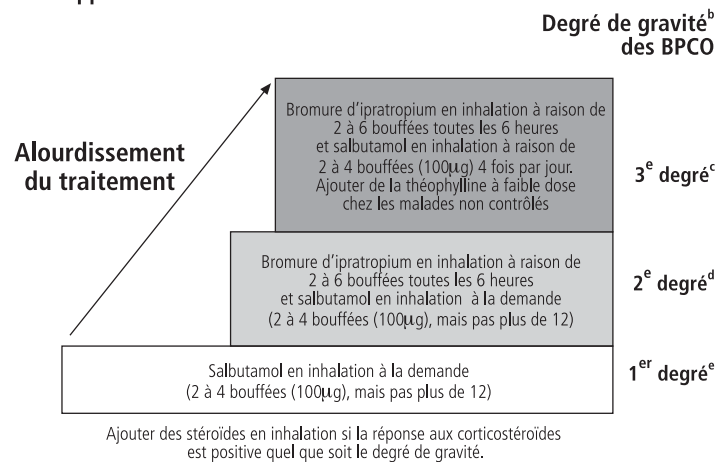 Degré de gravité^b
des BPCO
Alourdissement
du traitement
Bromure d'ipratropium en inhalation à raison de
2 à 6 bouffées toutes les 6 heures
et salbutamol en inhalation à raison de
2 à 4 bouffées (100μg) 4 fois par jour.
Ajouter de la théophylline à faible dose
chez les malades non contrôlés
3^e degré^c
Bromure d'ipratropium en inhalation à raison de
2 à 6 bouffées toutes les 6 heures
et salbutamol en inhalation à la demande
(2 à 4 bouffées (100μg), mais pas plus de 12)
2^e degré^d
Salbutamol en inhalation à la demande
(2 à 4 bouffées (100μg), mais pas plus de 12)
1^er degré^e
Ajouter des stéroïdes en inhalation si la réponse aux corticostéroïdes
est positive quel que soit le degré de gravité.